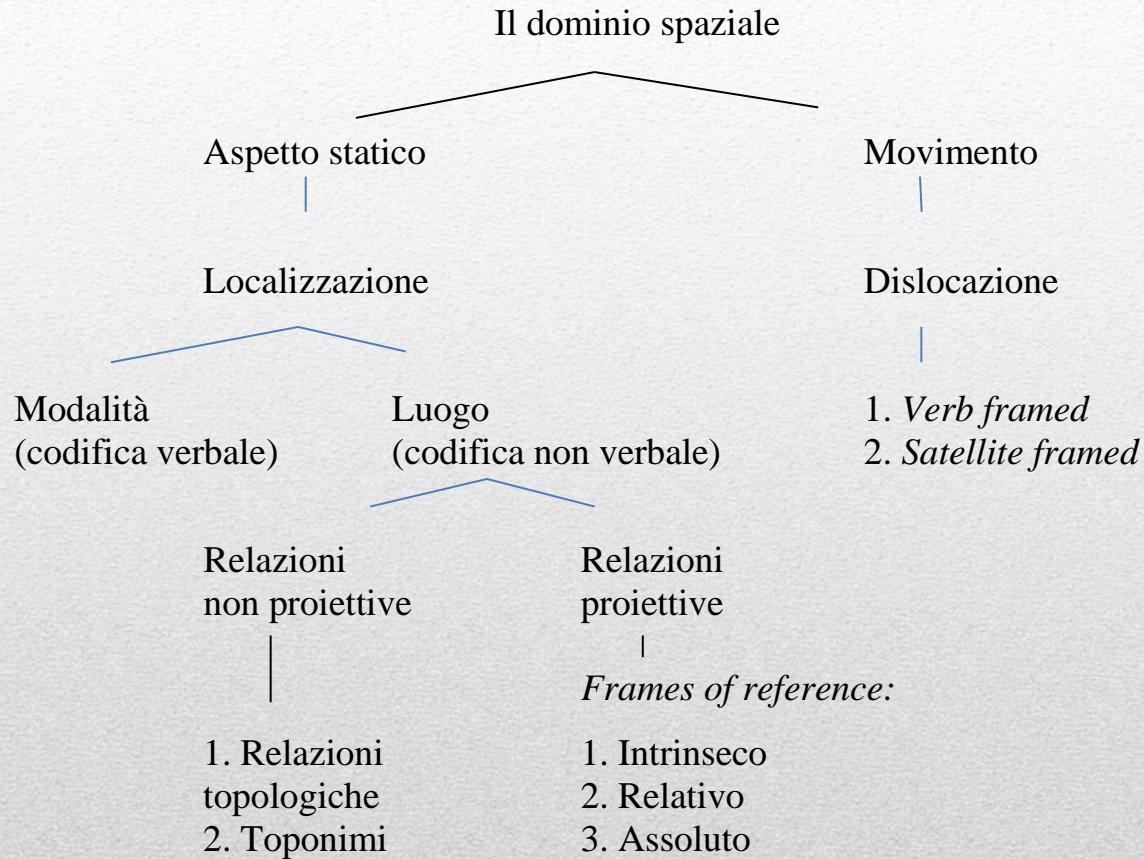 Il dominio spaziale
Aspetto statico
Movimento
Localizzazione
Dislocazione
Modalità
(codifica verbale)
Luogo
(codifica non verbale)
1. Verb framed
2. Satellite framed
Relazioni
non proiettive
Relazioni
proiettive
Frames of reference:
1. Relazioni
topologiche
2. Toponimi
1. Intrinseco
2. Relativo
3. Assoluto